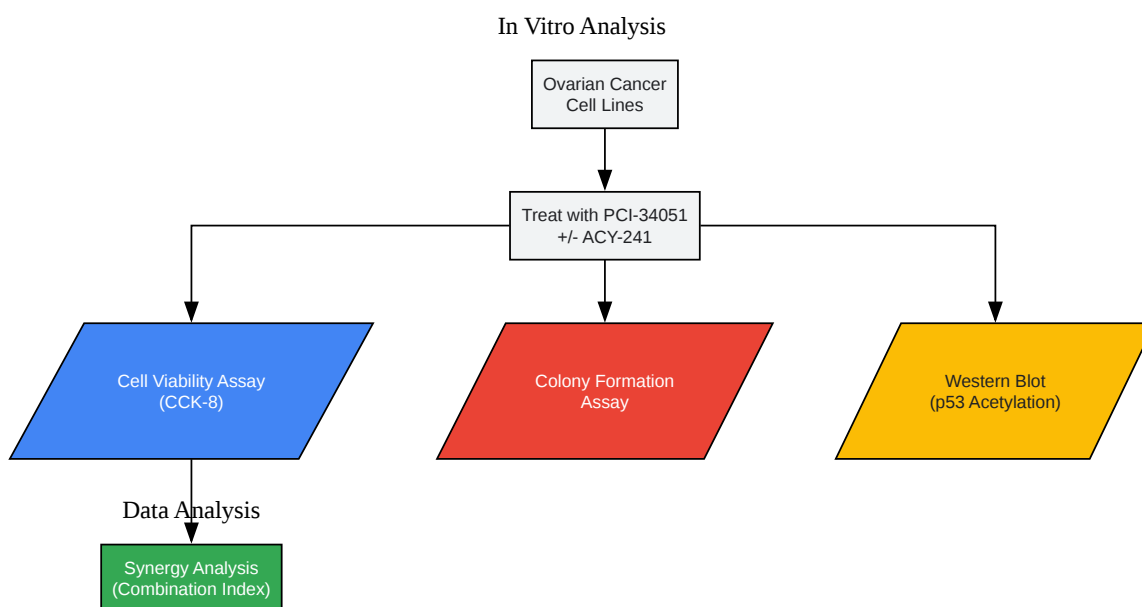 In Vitro Analysis
Ovarian Cancer
Cell Lines
Treat with PCI-34051
+/- ACY-241
Cell Viability Assay
(CCK-8)
Colony Formation
Assay
Western Blot
(p53 Acetylation)
Data Analysis
Synergy Analysis
(Combination Index)